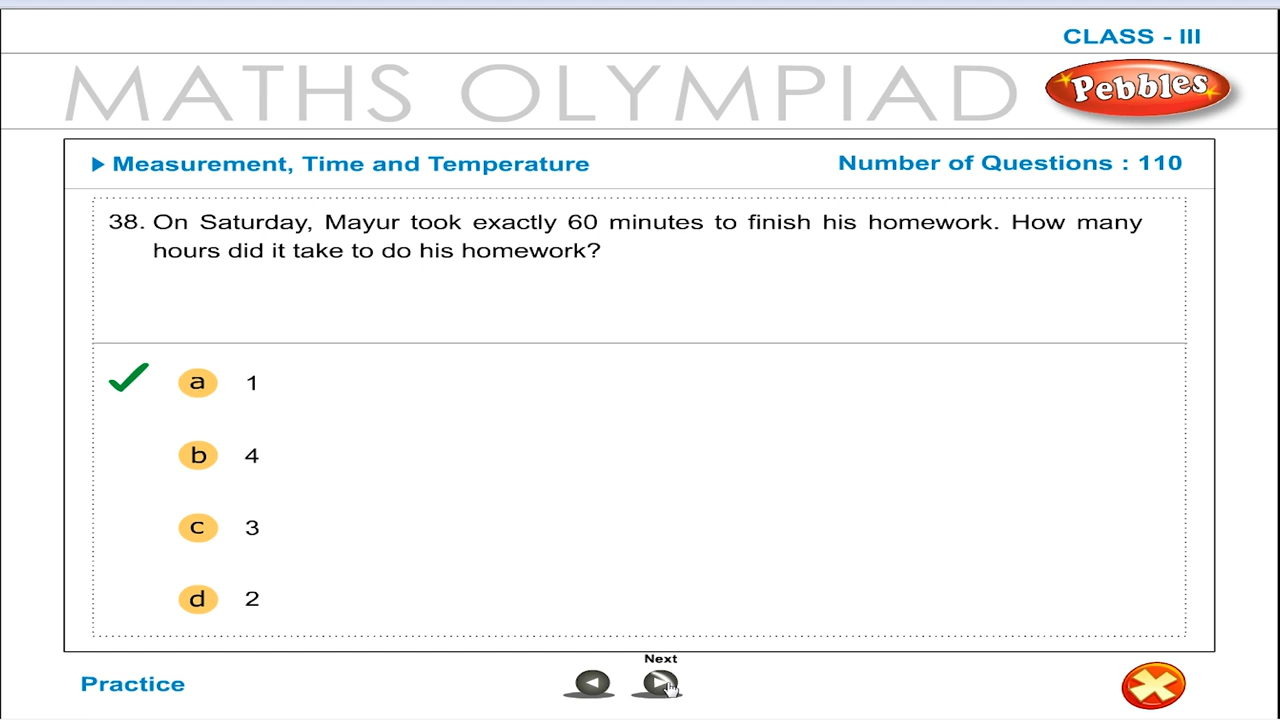 CLASS - III
MATHS OLYMPIAD
Pebbles
Measurement, Time and Temperature
Number of Questions : 110
38. On Saturday, Mayur took exactly 60 minutes to finish his homework. How many
hours did it take to do his homework?
a 1
b 4
c 3
d 2
Next
Practice